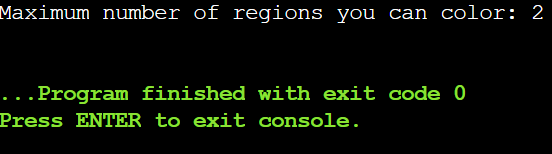 Maximum number of regions you can color: 2
...Program finished with exit code 0
Press ENTER to exit console.